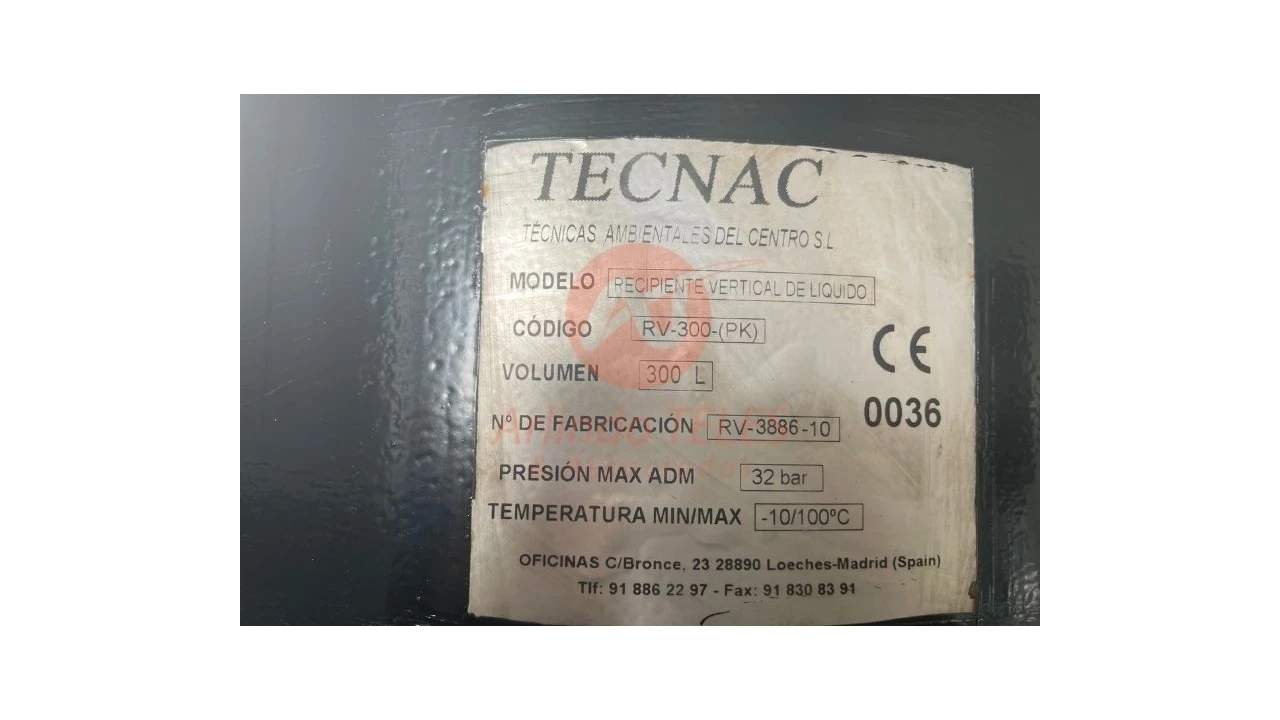 TECNAC
TÉCNICAS AMBIENTALES DEL CENTRO S.L
MODELO RECIPIENTE VERTICAL DE LIQUIDO
CÓDIGO RV-300-(PK)
VOLUMEN 300 L
CE
0036
Nº DE FABRICACIÓN RV-3886-10
PRESIÓN MAX ADM 32 bar
TEMPERATURA MIN/MAX -10/100ºC
OFICINAS C/Bronce, 23 28890 Loeches-Madrid (Spain)
Tlf: 91 886 22 97 - Fax: 91 830 83 91
TELES